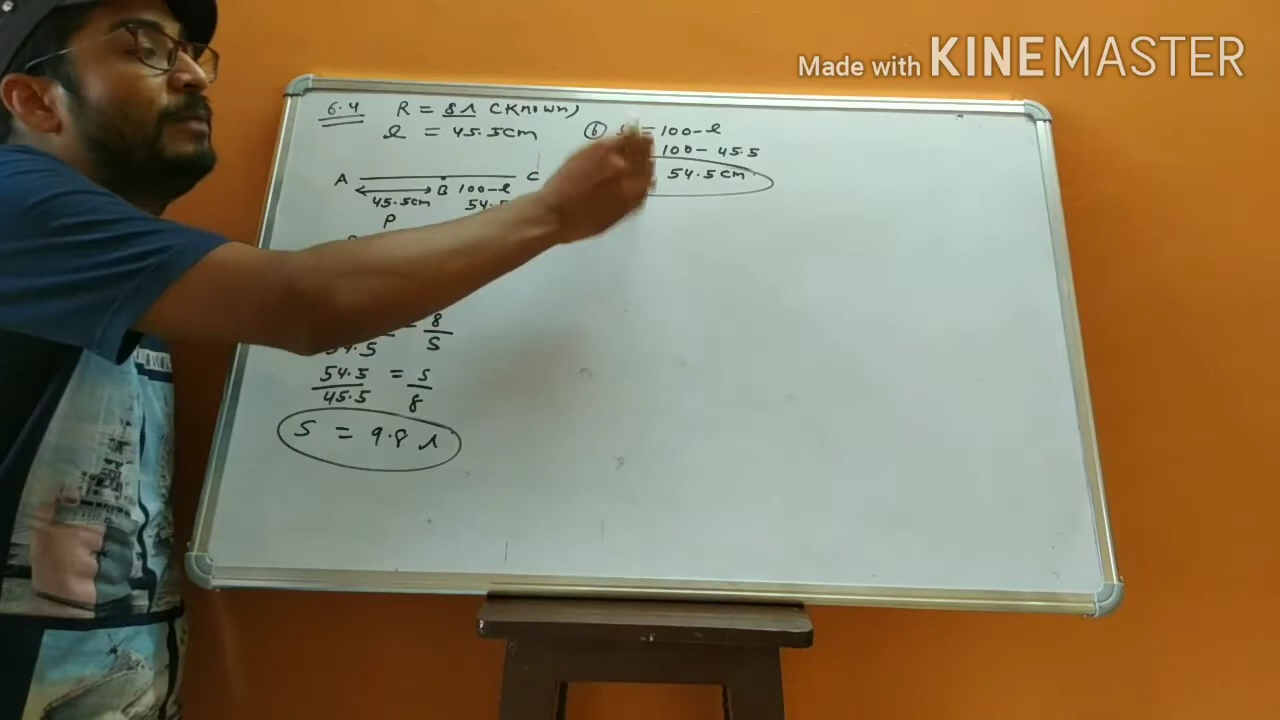 Made with KINEMASTER
6.4 R = 8Ω (Known)
l = 45.5cm
A B C
45.5cm 100-l
P 54.5
8
54.5 = S
54.5 = S
45.5 8
S = 9.8 Ω
(b) = 100-l
100 - 45.5
54.5 cm